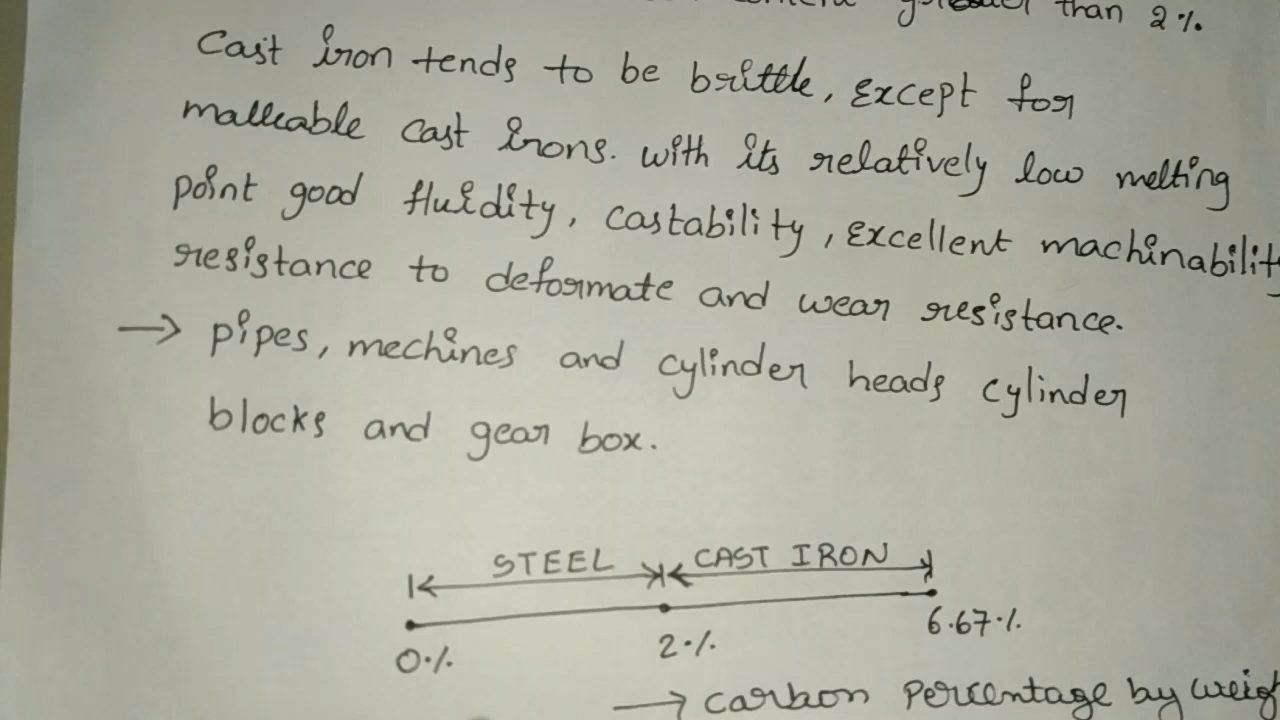 than 2%.
Cast iron tends to be brittle, Except for
malleable cast irons. with its relatively low melting
point good fluidity, castability, Excellent machinability
resistance to deformate and wear resistance.
→ pipes, mechines and cylinder heads cylinder
blocks and gear box.
STEEL CAST IRON
0% 2% 6.67%
→ carbon Percentage by